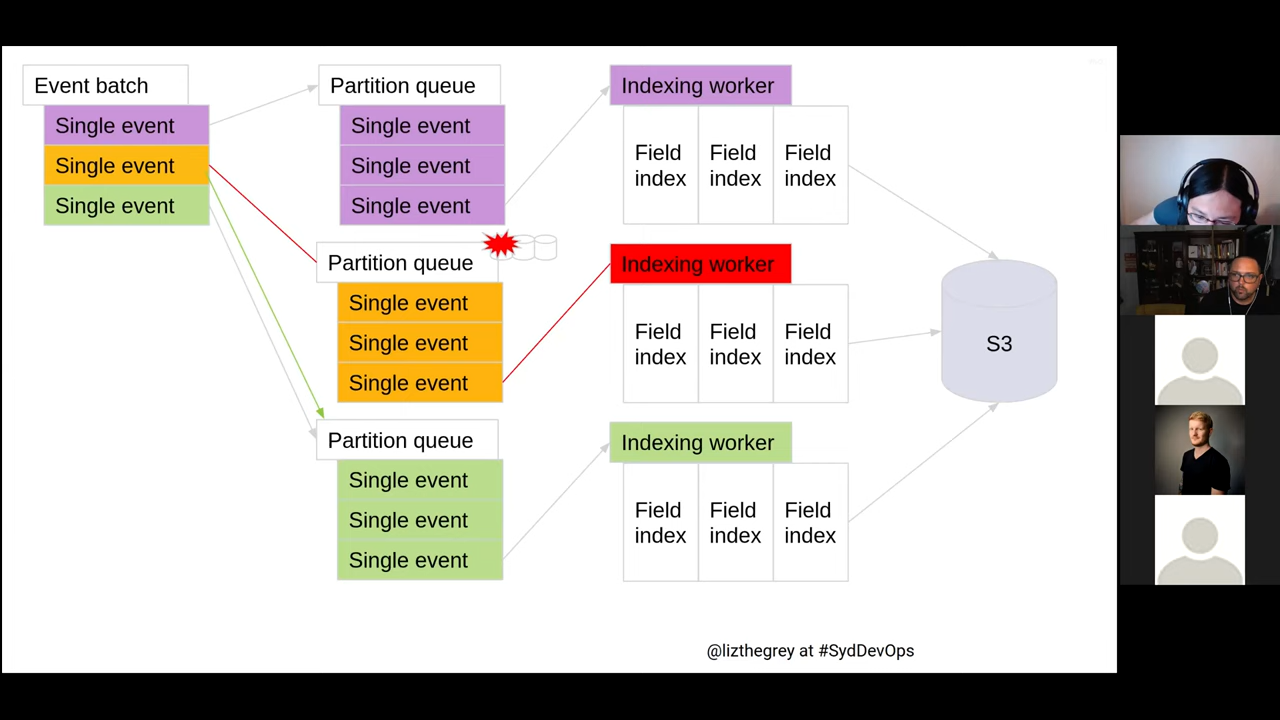 Event batch
Single event
Single event
Single event
Partition queue
Single event
Single event
Single event
Partition queue
Single event
Single event
Single event
Partition queue
Single event
Single event
Single event
Indexing worker
Field index
Field index
Field index
Indexing worker
Field index
Field index
Field index
Indexing worker
Field index
Field index
Field index
S3
@lizthegrey at #SydDevOps